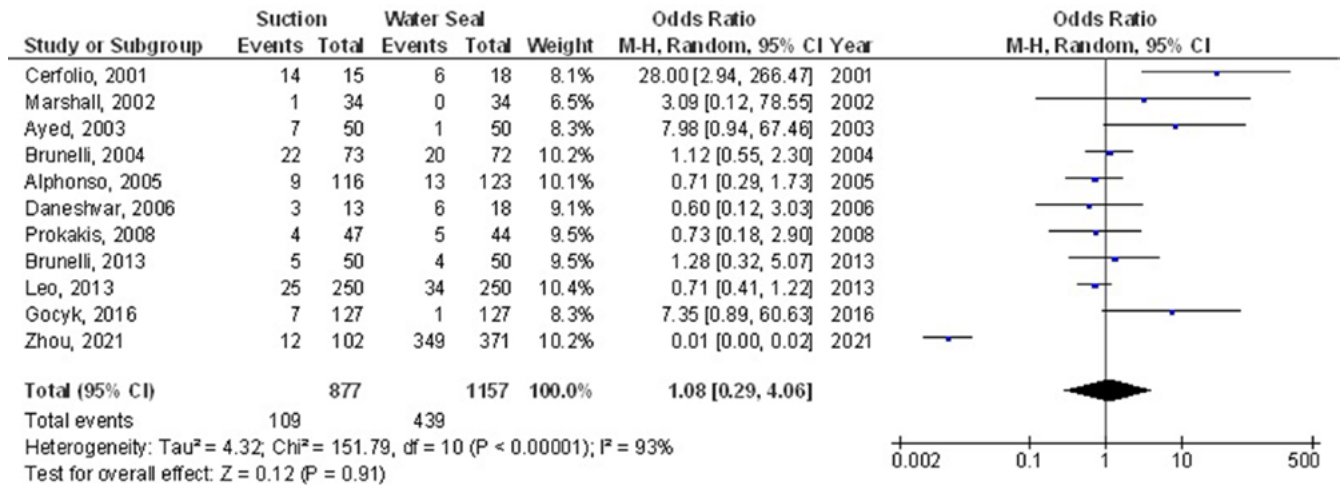 Suction Water Seal Odds Ratio Odds Ratio
Study or Subgroup Events Total Events Total Weight M-H, Random, 95% CI Year M-H, Random, 95% CI
Cerfolio, 2001 14 15 6 18 8.1% 28.00 [2.94, 266.47] 2001
Marshall, 2002 1 34 0 34 6.5% 3.09 [0.12, 78.55] 2002
Ayed, 2003 7 50 1 50 8.3% 7.98 [0.94, 67.46] 2003
Brunelli, 2004 22 73 20 72 10.2% 1.12 [0.55, 2.30] 2004
Alphonso, 2005 9 116 13 123 10.1% 0.71 [0.29, 1.73] 2005
Daneshvar, 2006 3 13 6 18 9.1% 0.60 [0.12, 3.03] 2006
Prokakis, 2008 4 47 5 44 9.5% 0.73 [0.18, 2.90] 2008
Brunelli, 2013 5 50 4 50 9.5% 1.28 [0.32, 5.07] 2013
Leo, 2013 25 250 34 250 10.4% 0.71 [0.41, 1.22] 2013
Gocyk, 2016 7 127 1 127 8.3% 7.35 [0.89, 60.63] 2016
Zhou, 2021 12 102 349 371 10.2% 0.01 [0.00, 0.02] 2021
Total (95% CI) 877 1157 100.0% 1.08 [0.29, 4.06]
Total events 109 439
Heterogeneity: Tau² = 4.32; Chi² = 151.79, df = 10 (P < 0.00001); I² = 93%
Test for overall effect: Z = 0.12 (P = 0.91)
0.002 0.1 1 10 500